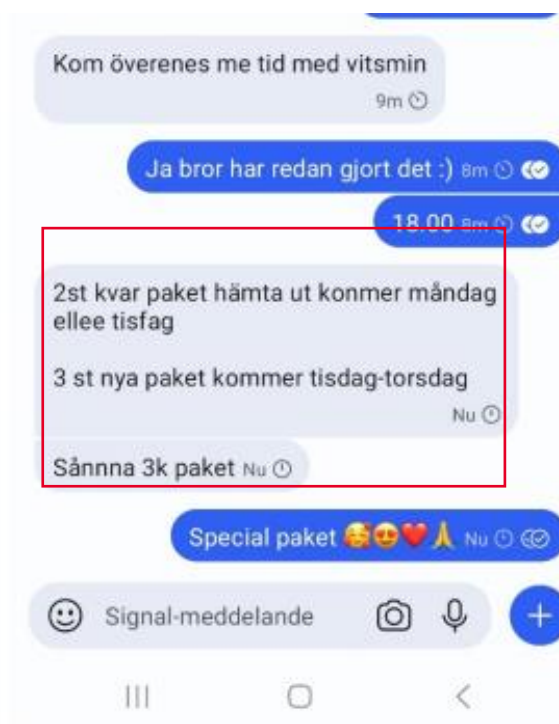 Kom överenes me tid med vitsmin
9m
Ja bror har redan gjort det :) 8m
18.00 8m
2st kvar paket hämta ut konmer måndag
ellee tisfag
3 st nya paket kommer tisdag-torsdag
Nu
Sånnna 3k paket Nu
Special paket 🥰😍❤️🙏 Nu
Signal-meddelande